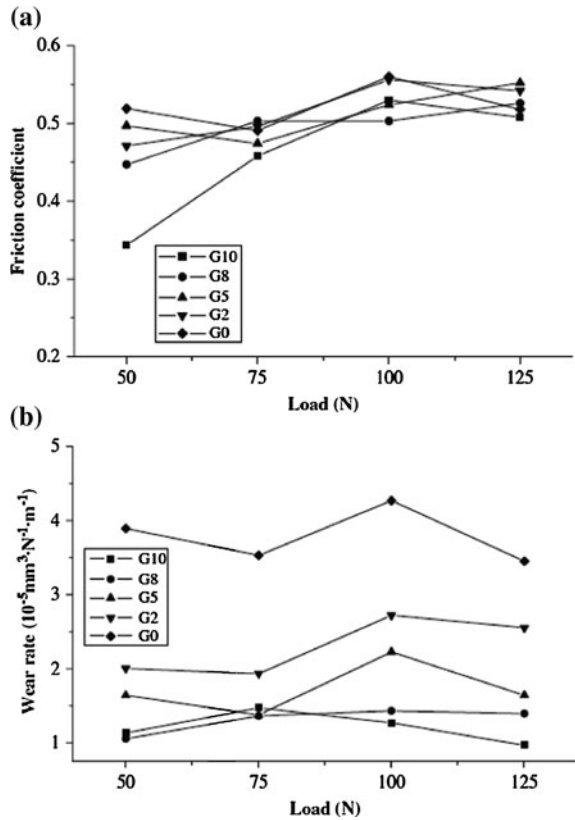 (a)
0.6
0.5
0.4
0.3
0.2
Friction coefficient
G10
G8
G5
G2
G0
50 75 100 125
Load (N)
(b)
5
4
3
2
1
Wear rate (10⁻⁵mm³·N⁻¹·m⁻¹)
G10
G8
G5
G2
G0
50 75 100 125
Load (N)